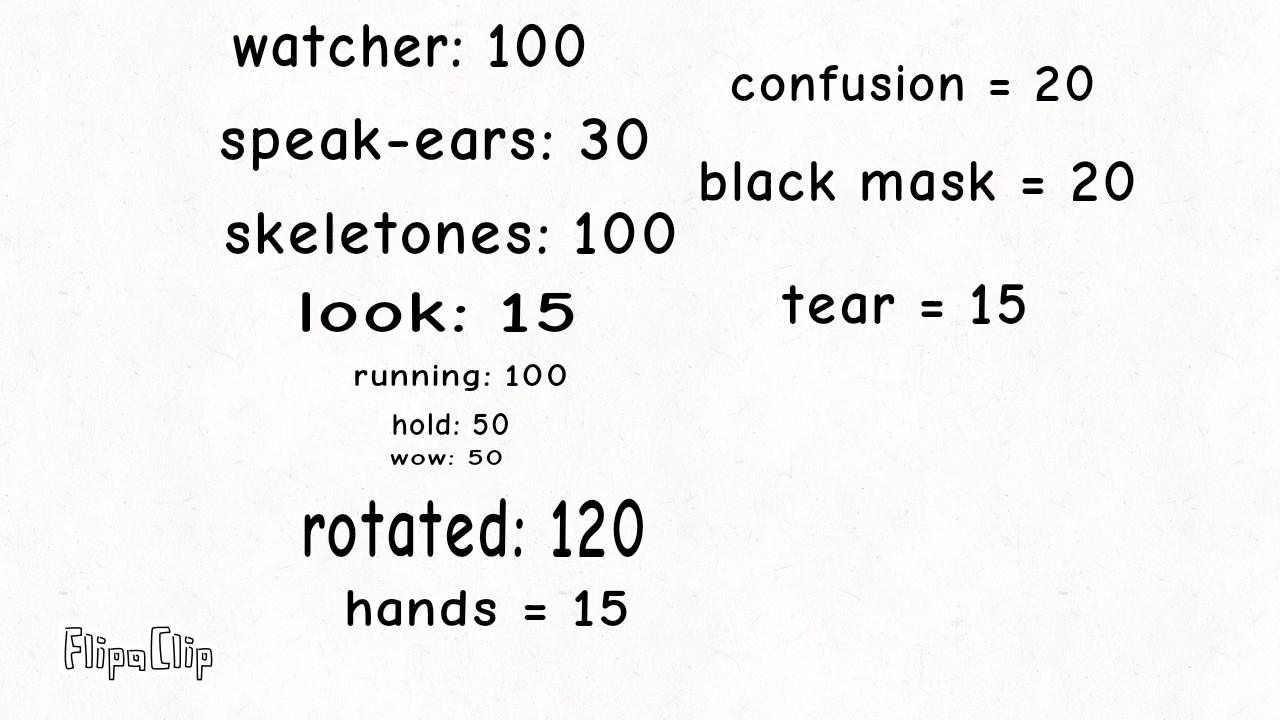 watcher: 100
speak-ears: 30
skeletones: 100
look: 15
running: 100
hold: 50
wow: 50
rotated: 120
hands = 15
confusion = 20
black mask = 20
tear = 15
FlipaClip